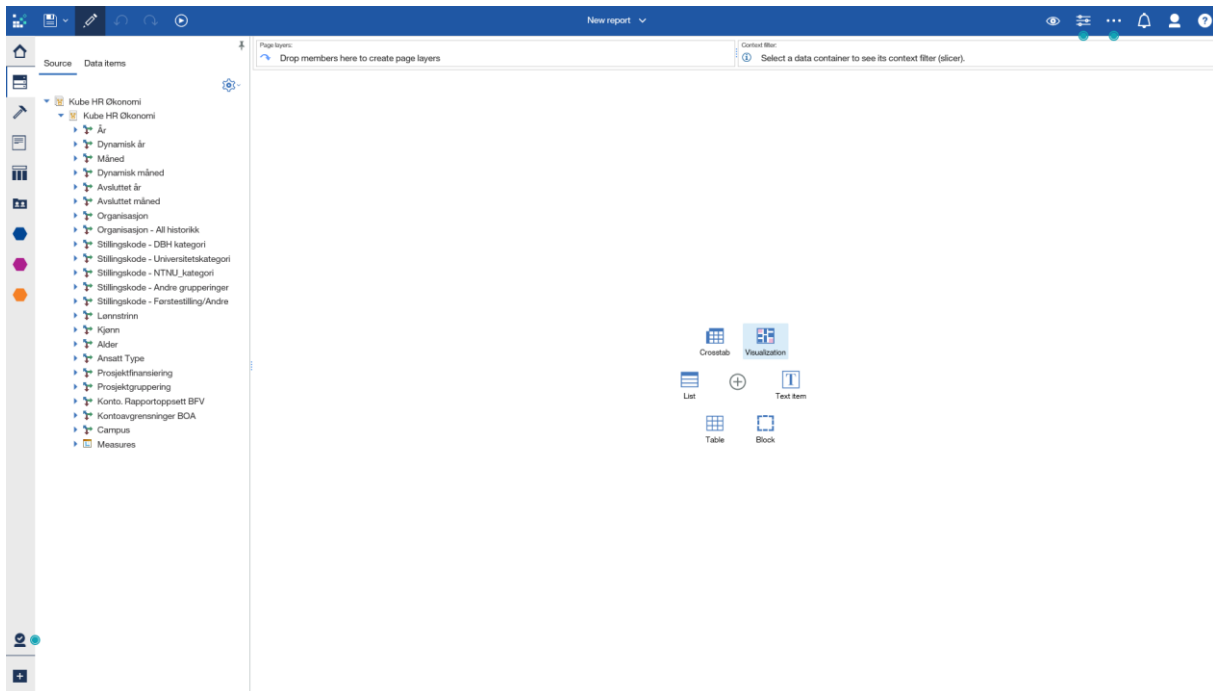 New report
Source Data items
Page layers:
Drop members here to create page layers
Context filter:
Select a data container to see its context filter (slicer).
Kube HR Økonomi
Kube HR Økonomi
År
Dynamisk år
Måned
Dynamisk måned
Avsluttet år
Avsluttet måned
Organisasjon
Organisasjon - All historikk
Stillingskode - DBH kategori
Stillingskode - Universitetskategori
Stillingskode - NTNU_kategori
Stillingskode - Andre grupperinger
Stillingskode - Førstestilling/Andre
Lønnstrinn
Kjønn
Alder
Ansatt Type
Prosjektfinansiering
Prosjektgruppering
Konto. Rapportoppsett BFV
Kontoavgrensninger BOA
Campus
Measures
Crosstab Visualization
List Text item
Table Block